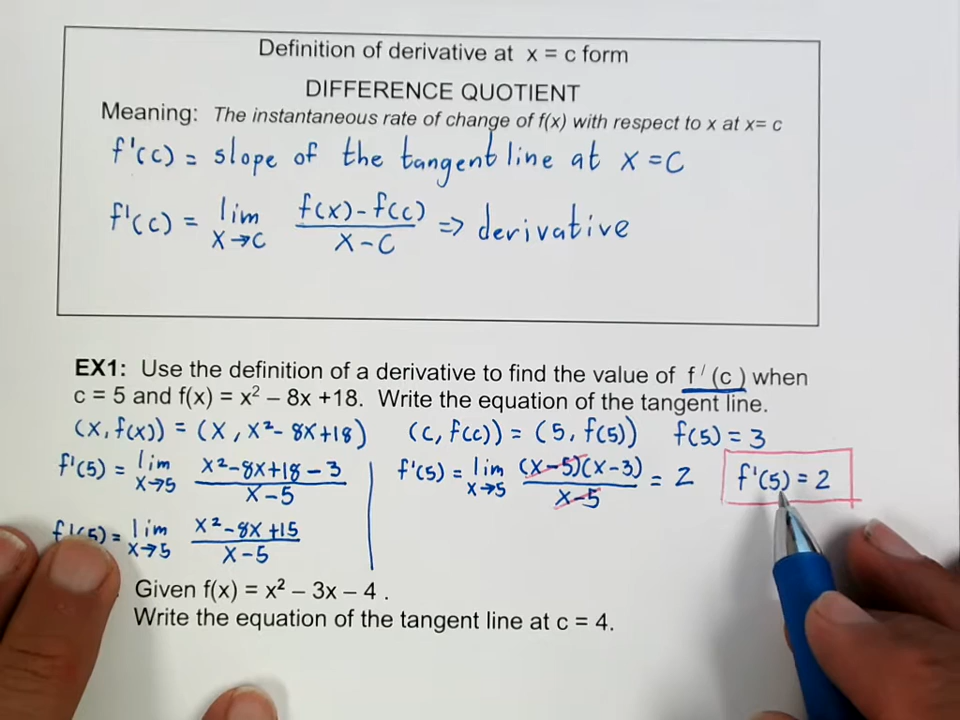 Definition of derivative at x = c form
DIFFERENCE QUOTIENT
Meaning: The instantaneous rate of change of f(x) with respect to x at x= c
f'(c) = slope of the tangent line at x = c
f'(c) = lim x→c f(x)-f(c) / x-c => derivative
EX1: Use the definition of a derivative to find the value of f ′ (c ) when
c = 5 and f(x) = x² – 8x +18. Write the equation of the tangent line.
(x, f(x)) = (x, x²-8x+18) (c, f(c)) = (5, f(5)) f(5) = 3
f'(5) = lim x→5 x²-8x+18-3 / x-5
f'(5) = lim x→5 x²-8x+15 / x-5
f'(5) = lim x→5 (x-5)(x-3) / x-5 = 2
f'(5) = 2
Given f(x) = x² – 3x – 4 .
Write the equation of the tangent line at c = 4.